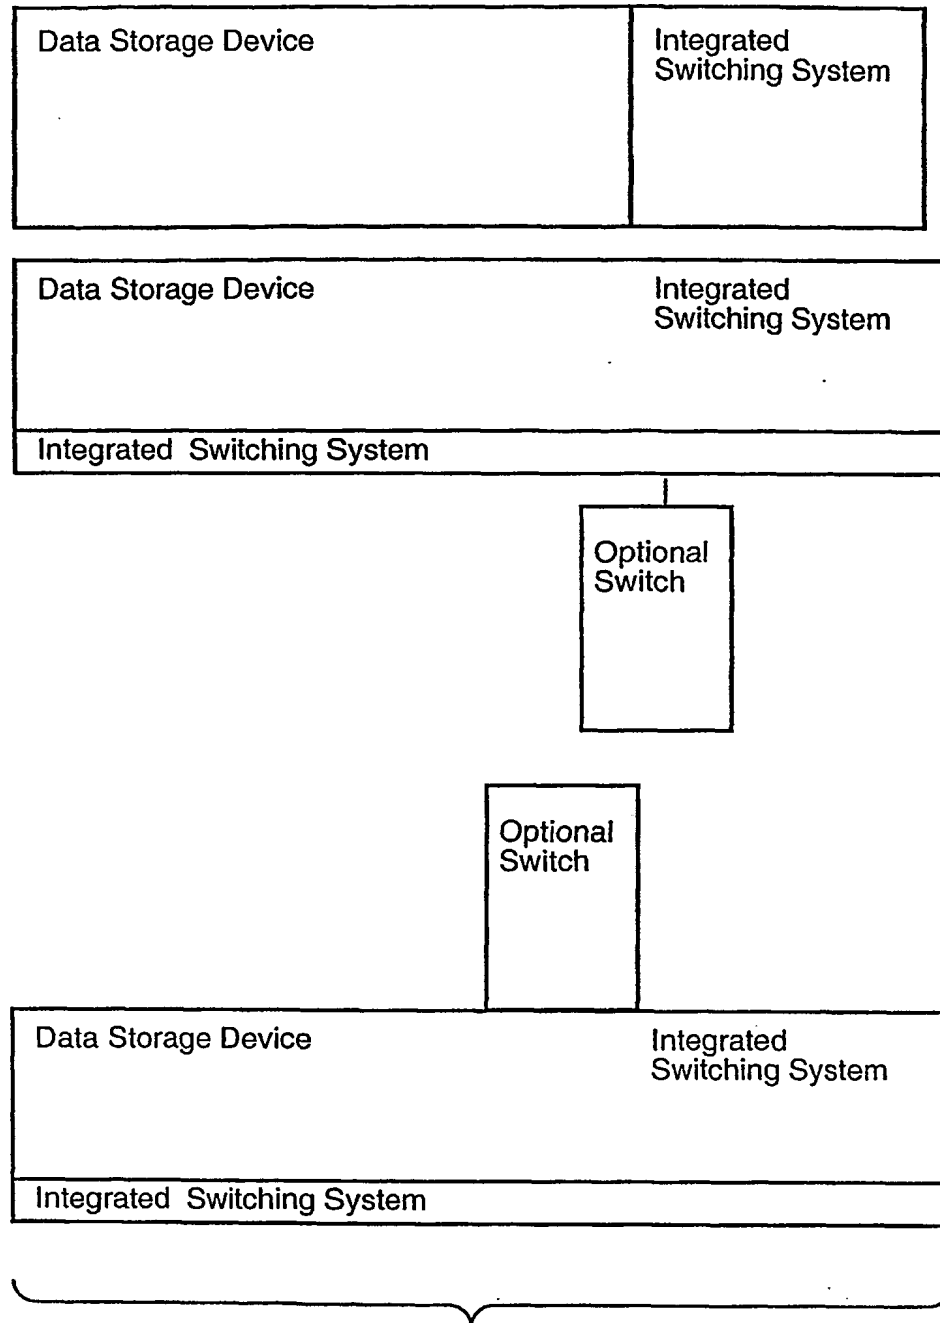 Data Storage Device
Integrated
Switching System
Data Storage Device
Integrated
Switching System
Integrated Switching System
Optional
Switch
Optional
Switch
Data Storage Device
Integrated
Switching System
Integrated Switching System